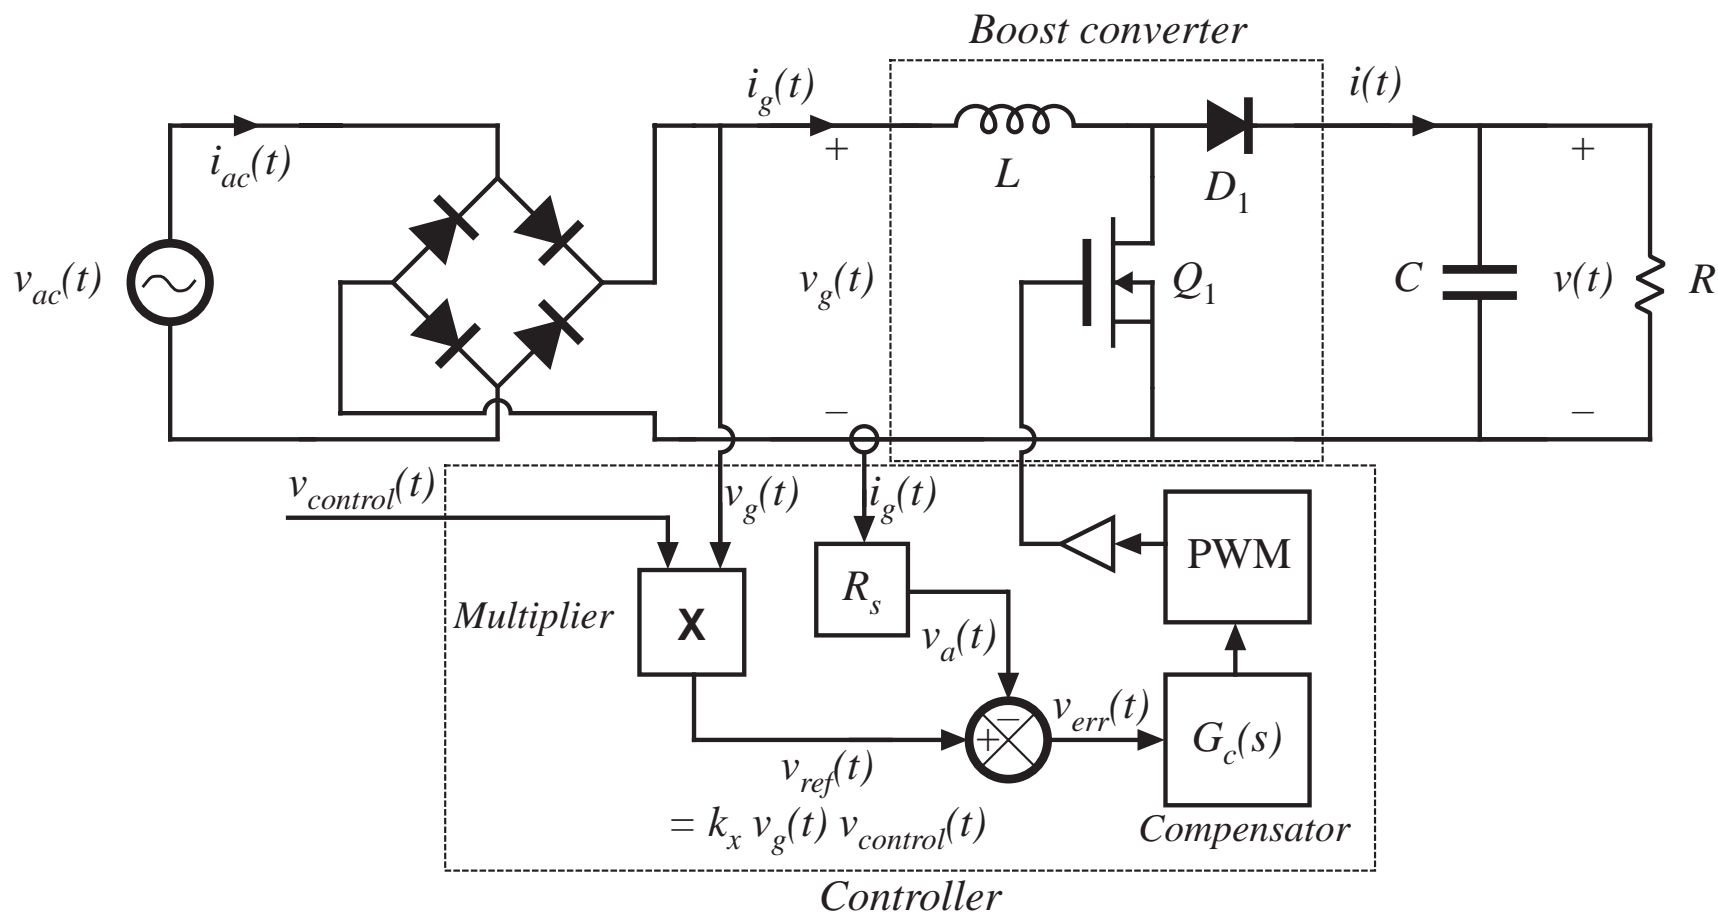 Boost converter
i_g(t)
i(t)
i_ac(t)
+
+
L
D_1
v_ac(t)
v_g(t)
Q_1
C
v(t)
R
–
–
v_control(t)
v_g(t)
i_g(t)
PWM
R_s
Multiplier
X
v_a(t)
–
+
v_err(t)
G_c(s)
v_ref(t)
= k_x v_g(t) v_control(t)
Compensator
Controller